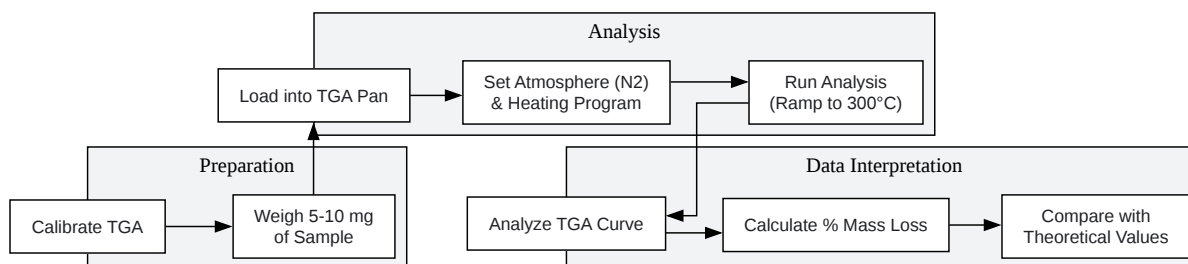 Analysis
Load into TGA Pan
Set Atmosphere (N2)
& Heating Program
Run Analysis
(Ramp to 300°C)
Preparation
Calibrate TGA
Weigh 5-10 mg
of Sample
Data Interpretation
Analyze TGA Curve
Calculate % Mass Loss
Compare with
Theoretical Values